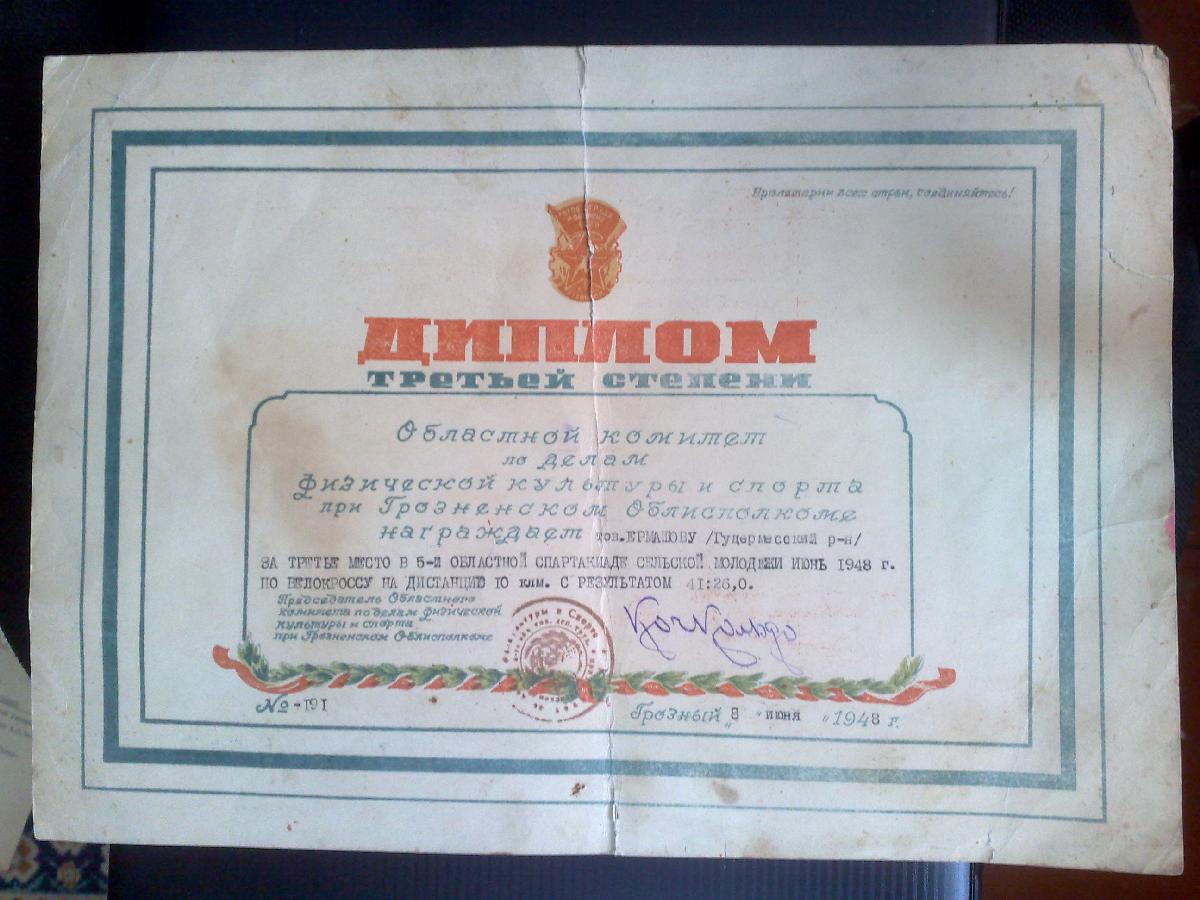 Пролетарии всех стран, соединяйтесь!
ДИПЛОМ
ТРЕТЬЕЙ СТЕПЕНИ
Областной комитет
по делам
физической культуры и спорта
при Грозненском Облисполкоме
награждает тов.ЕРМАШОВУ /Гудермесский р-н/
ЗА ТРЕТЬЕ МЕСТО В 5-й ОБЛАСТНОЙ СПАРТАКИАДЕ СЕЛЬСКОЙ МОЛОДЕЖИ ИЮНЬ 1948 г.
ПО ВЕЛОКРОССУ НА ДИСТАНЦИЮ 10 клм. С РЕЗУЛЬТАТОМ 41:26,0.
Председатель Областного
комитета по делам физической
культуры и спорта
при Грозненском Облисполкоме
№-191
Грозный „ 8 " июня " 1948 г.